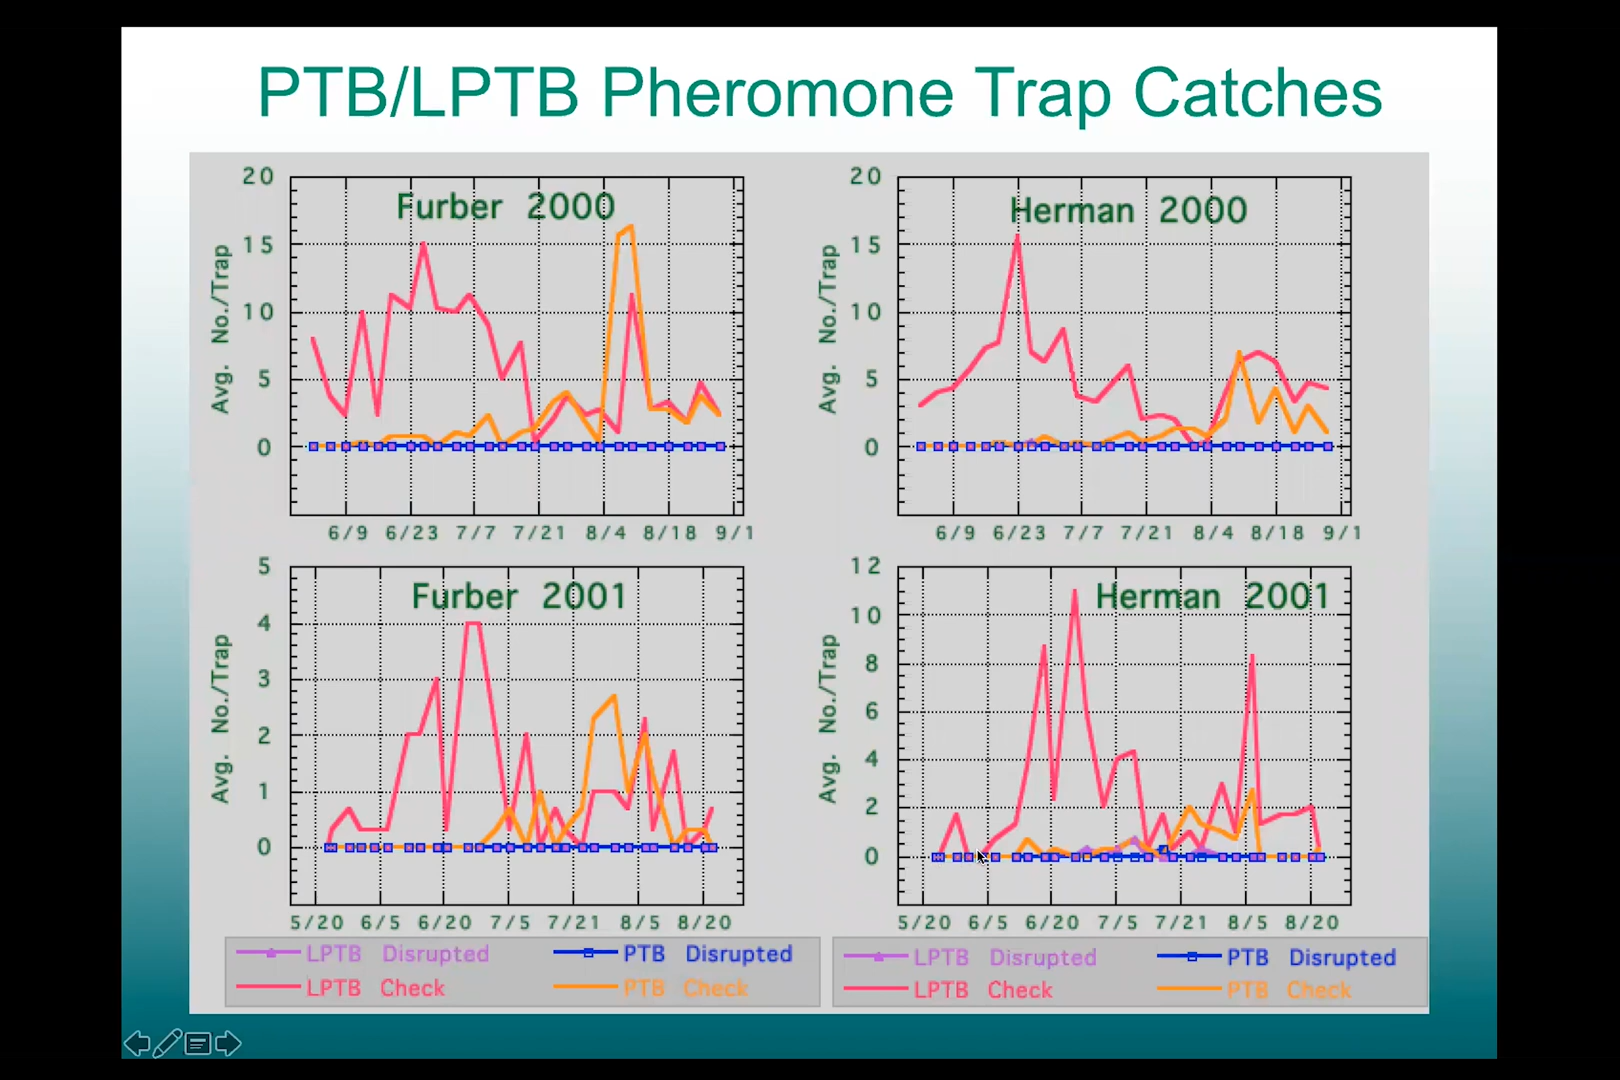 PTB/LPTB Pheromone Trap Catches
Furber 2000
Avg. No./Trap
20
15
10
5
0
6/9 6/23 7/7 7/21 8/4 8/18 9/1
Herman 2000
Avg. No./Trap
20
15
10
5
0
6/9 6/23 7/7 7/21 8/4 8/18 9/1
Furber 2001
Avg. No./Trap
5
4
3
2
1
0
5/20 6/5 6/20 7/5 7/21 8/5 8/20
Herman 2001
Avg. No./Trap
12
10
8
6
4
2
0
5/20 6/5 6/20 7/5 7/21 8/5 8/20
LPTB Disrupted PTB Disrupted
LPTB Check PTB Check
LPTB Disrupted PTB Disrupted
LPTB Check PTB Check